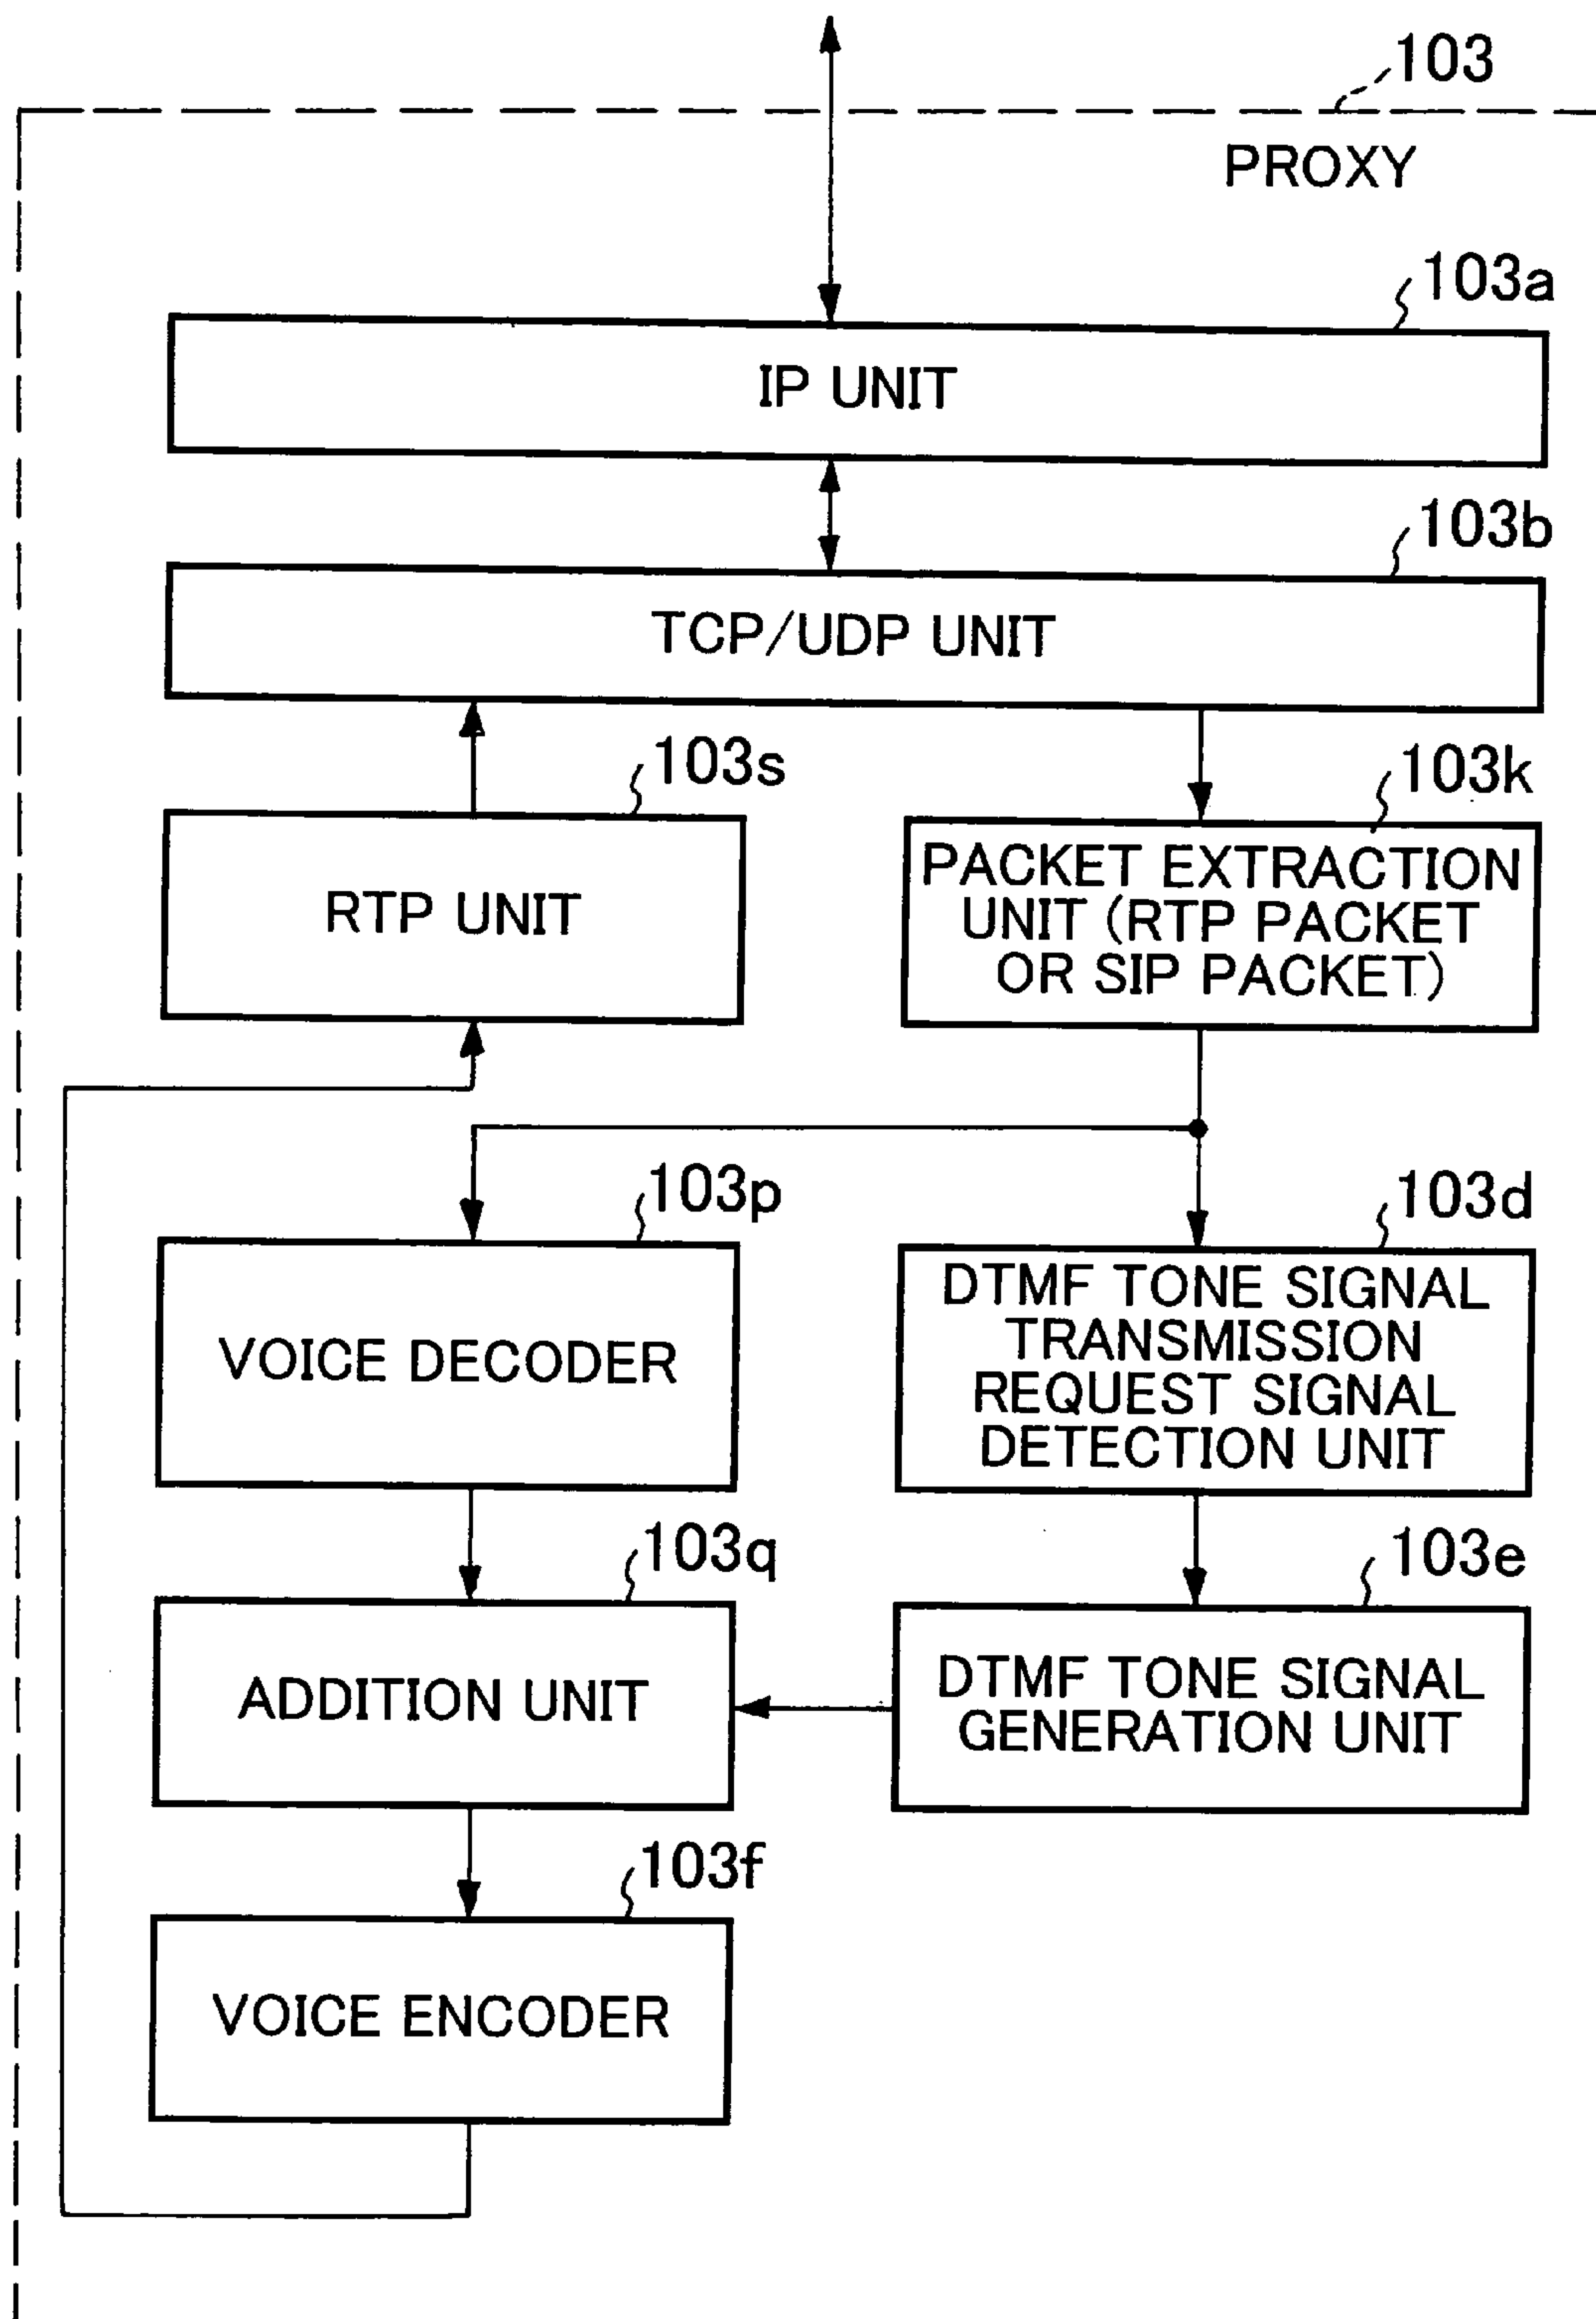 103
PROXY
103a
IP UNIT
103b
TCP/UDP UNIT
103s
RTP UNIT
103k
PACKET EXTRACTION
UNIT (RTP PACKET
OR SIP PACKET)
103p
VOICE DECODER
103d
DTMF TONE SIGNAL
TRANSMISSION
REQUEST SIGNAL
DETECTION UNIT
103q
ADDITION UNIT
103e
DTMF TONE SIGNAL
GENERATION UNIT
103f
VOICE ENCODER